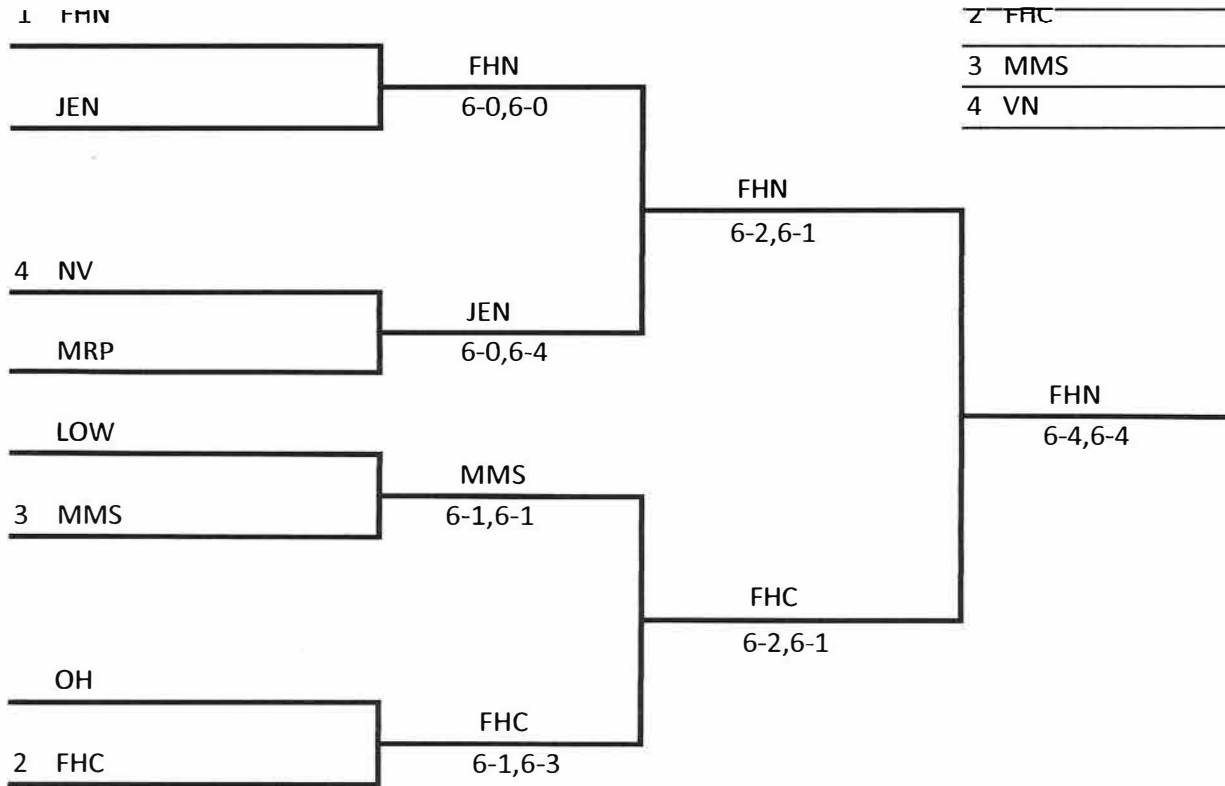 1 FHN
JEN
4 NV
MRP
LOW
3 MMS
OH
2 FHC
FHN
6-0,6-0
JEN
6-0,6-4
MMS
6-1,6-1
FHC
6-1,6-3
FHN
6-2,6-1
FHC
6-2,6-1
FHN
6-4,6-4
2 FHC
3 MMS
4 VN